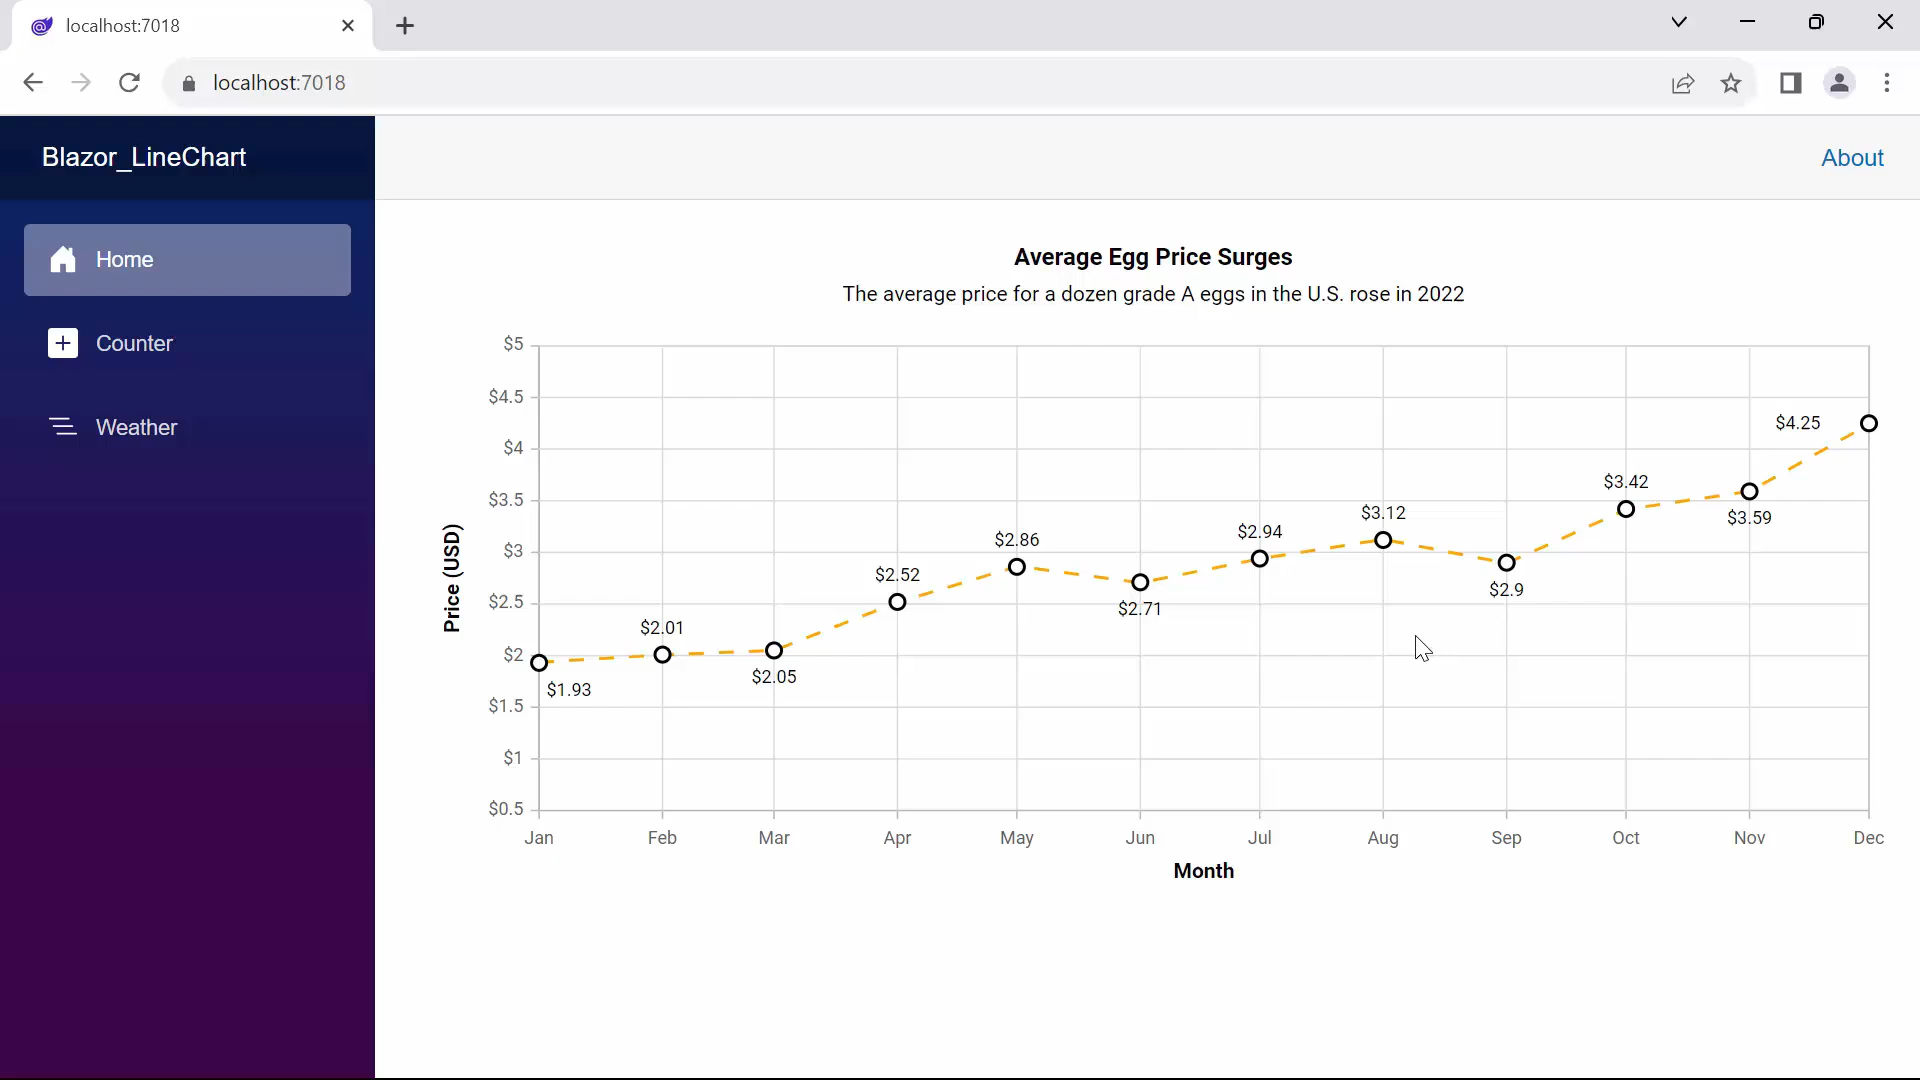 localhost:7018
localhost:7018
Blazor_LineChart
About
Home
Counter
Weather
Average Egg Price Surges
The average price for a dozen grade A eggs in the U.S. rose in 2022
Price (USD)
$5
$4.5
$4
$3.5
$3
$2.5
$2
$1.5
$1
$0.5
$1.93
$2.01
$2.05
$2.52
$2.86
$2.71
$2.94
$3.12
$2.9
$3.42
$3.59
$4.25
Jan Feb Mar Apr May Jun Jul Aug Sep Oct Nov Dec
Month